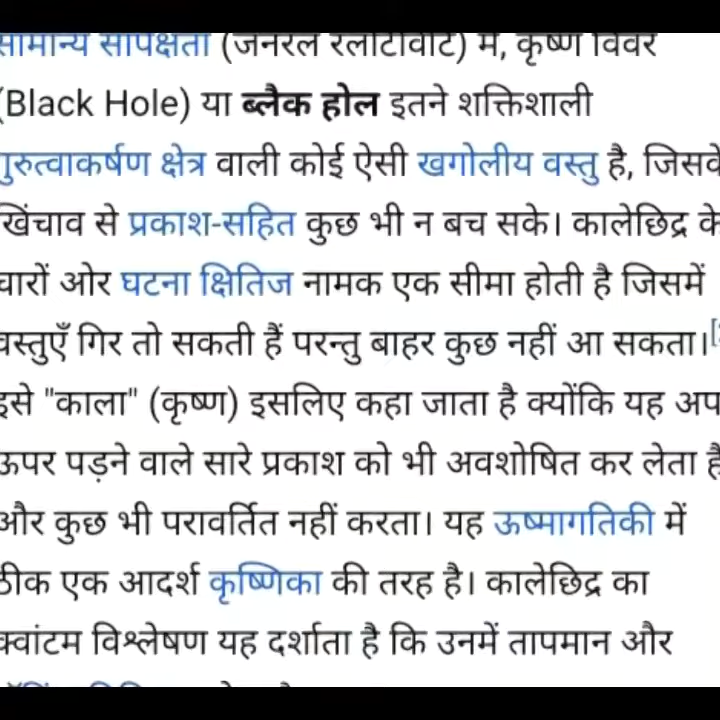 सामान्य सापेक्षता (जनरल रॅलाटिविटि) में, कृष्ण विवर
(Black Hole) या ब्लैक होल इतने शक्तिशाली
गुरुत्वाकर्षण क्षेत्र वाली कोई ऐसी खगोलीय वस्तु है, जिसके
खिंचाव से प्रकाश-सहित कुछ भी न बच सके। कालेछिद्र के
चारों ओर घटना क्षितिज नामक एक सीमा होती है जिसमें
वस्तुएँ गिर तो सकती हैं परन्तु बाहर कुछ नहीं आ सकता।
इसे "काला" (कृष्ण) इसलिए कहा जाता है क्योंकि यह अप
ऊपर पड़ने वाले सारे प्रकाश को भी अवशोषित कर लेता है
और कुछ भी परावर्तित नहीं करता। यह ऊष्मागतिकी में
ठीक एक आदर्श कृष्णिका की तरह है। कालेछिद्र का
क्वांटम विश्लेषण यह दर्शाता है कि उनमें तापमान और